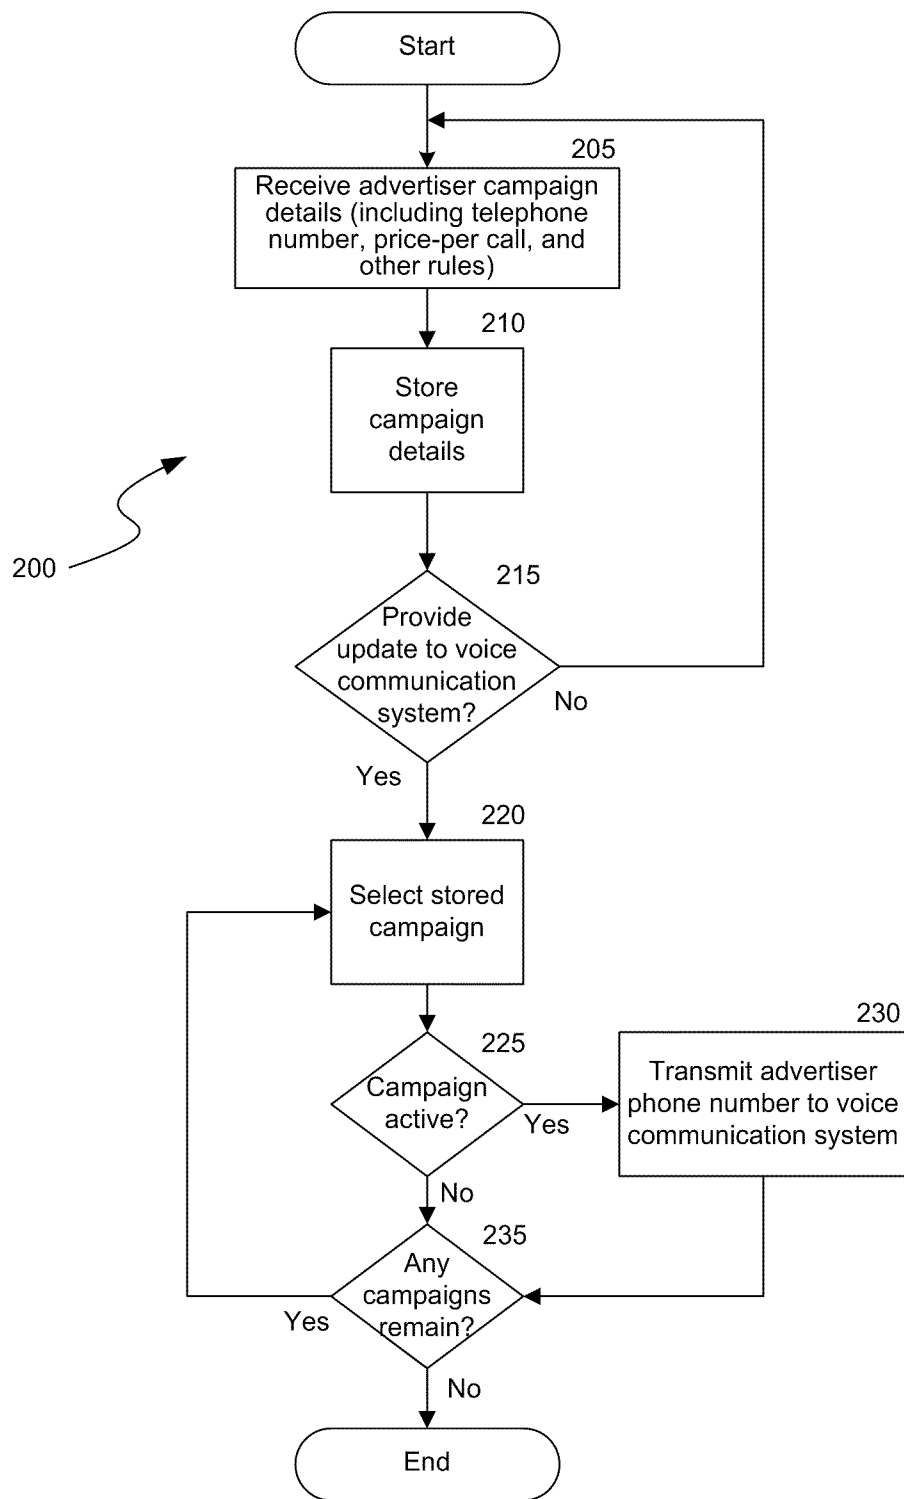 Start
205
Receive advertiser campaign
details (including telephone
number, price-per call, and
other rules)
210
Store
campaign
details
200
215
Provide
update to voice
communication
system?
No
Yes
220
Select stored
campaign
230
225
Campaign
active?
Yes
Transmit advertiser
phone number to voice
communication system
No
235
Any
campaigns
remain?
Yes
No
End